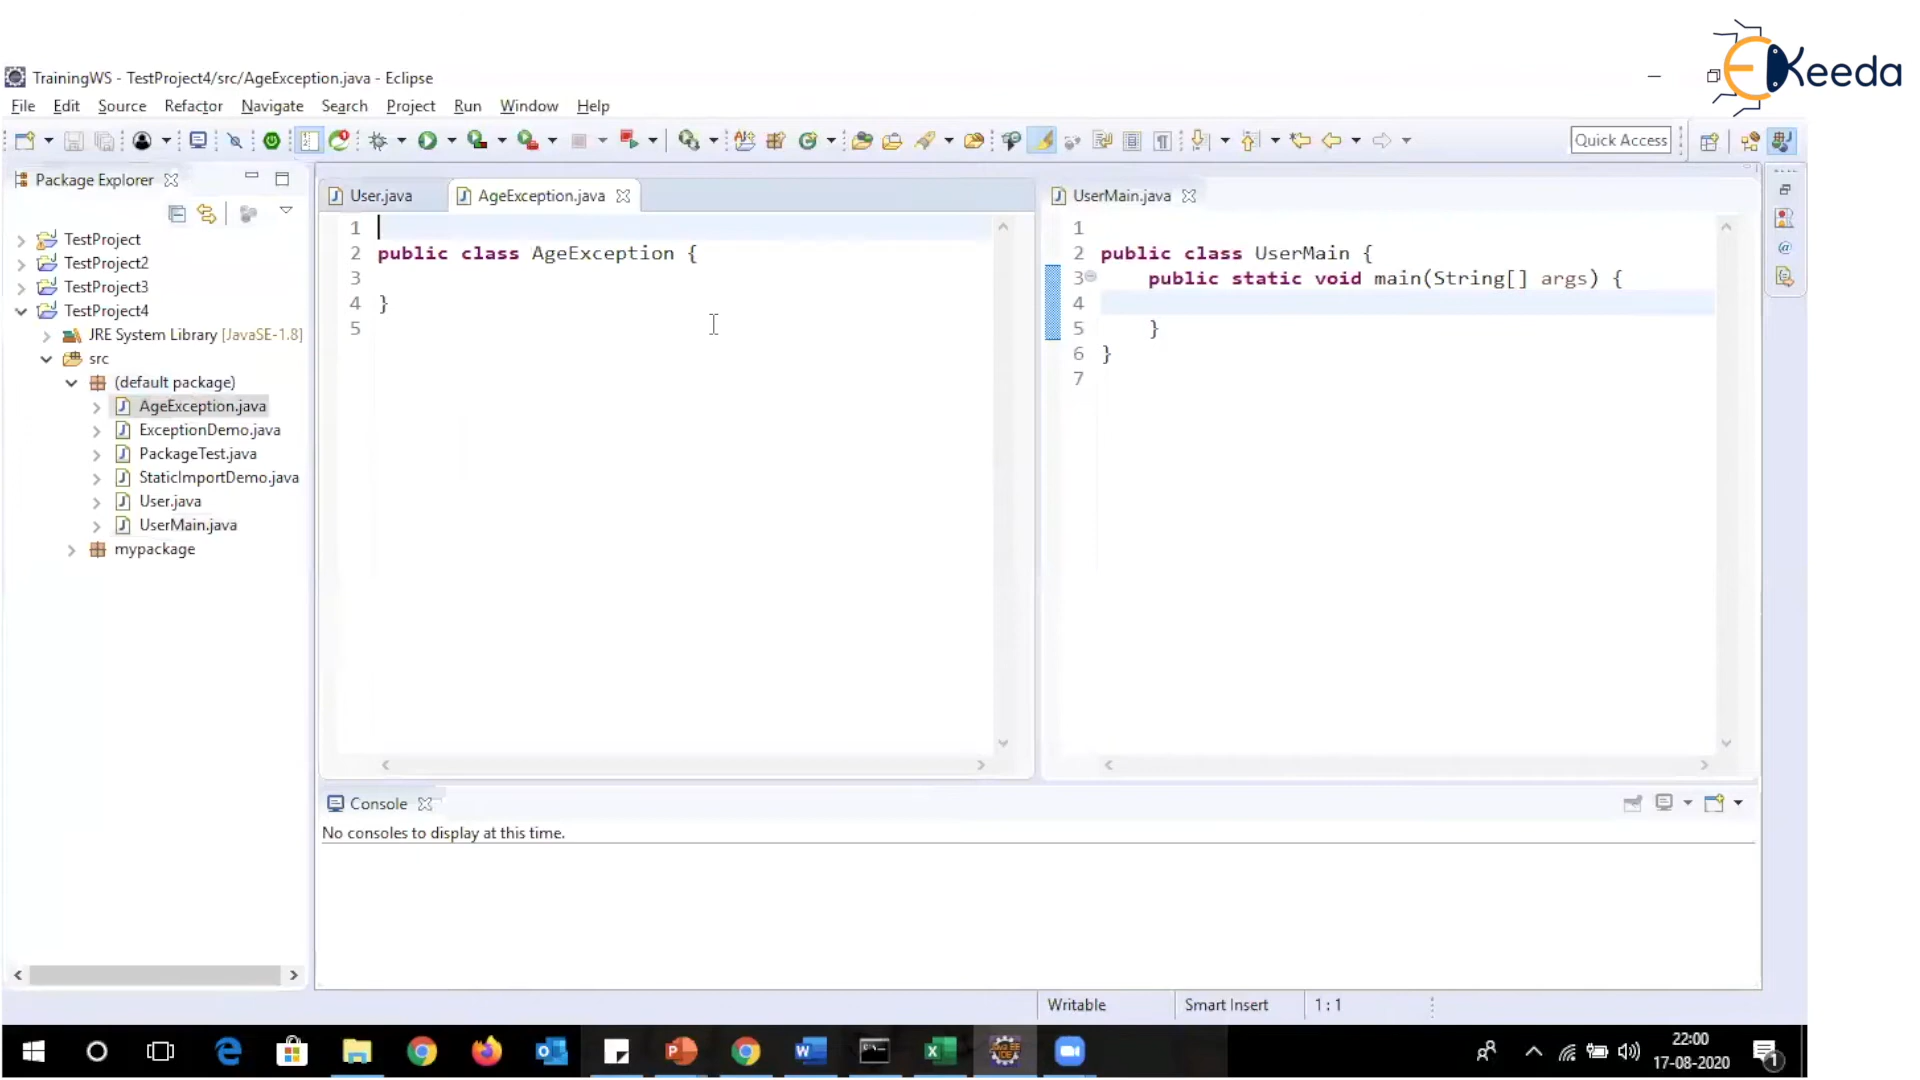 EKeeda
TrainingWS - TestProject4/src/AgeException.java - Eclipse
File Edit Source Refactor Navigate Search Project Run Window Help
Quick Access
Package Explorer
TestProject
TestProject2
TestProject3
TestProject4
JRE System Library [JavaSE-1.8]
src
(default package)
AgeException.java
ExceptionDemo.java
PackageTest.java
StaticImportDemo.java
User.java
UserMain.java
mypackage
User.java AgeException.java
1
2 public class AgeException {
3
4 }
5
UserMain.java
1
2 public class UserMain {
3 public static void main(String[] args) {
4
5 }
6 }
7
Console
No consoles to display at this time.
Writable Smart Insert 1 : 1
22:00
17-08-2020
1